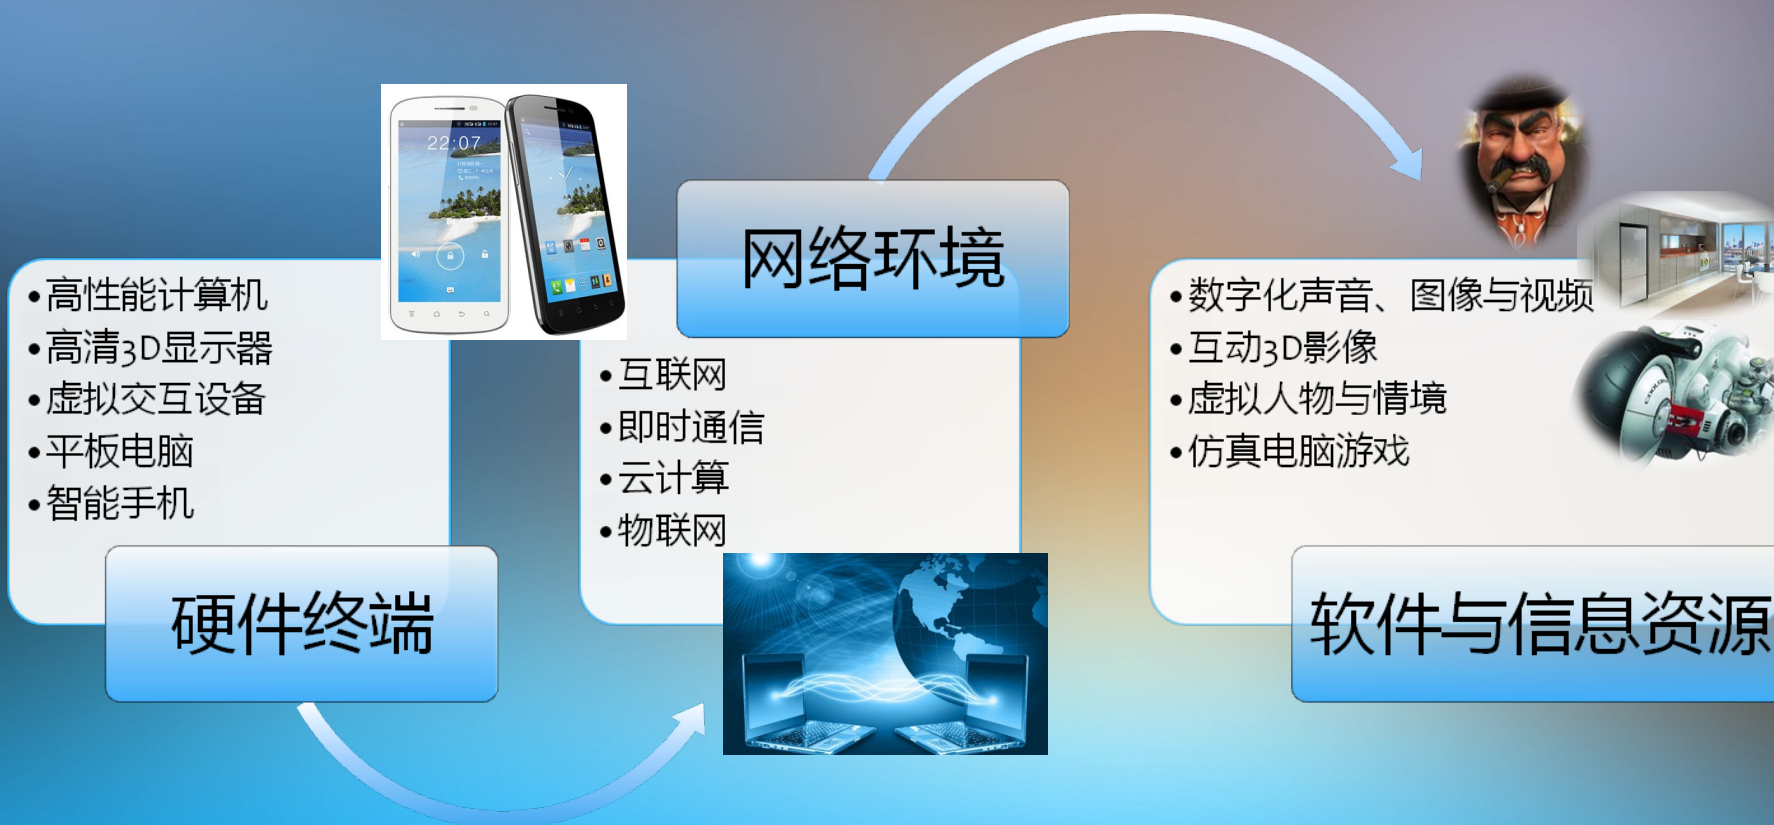 •高性能计算机
•高清3D显示器
•虚拟交互设备
•平板电脑
•智能手机
硬件终端
22:07
网络环境
•互联网
•即时通信
•云计算
•物联网
•数字化声音、图像与视频
•互动3D影像
•虚拟人物与情境
•仿真电脑游戏
软件与信息资源